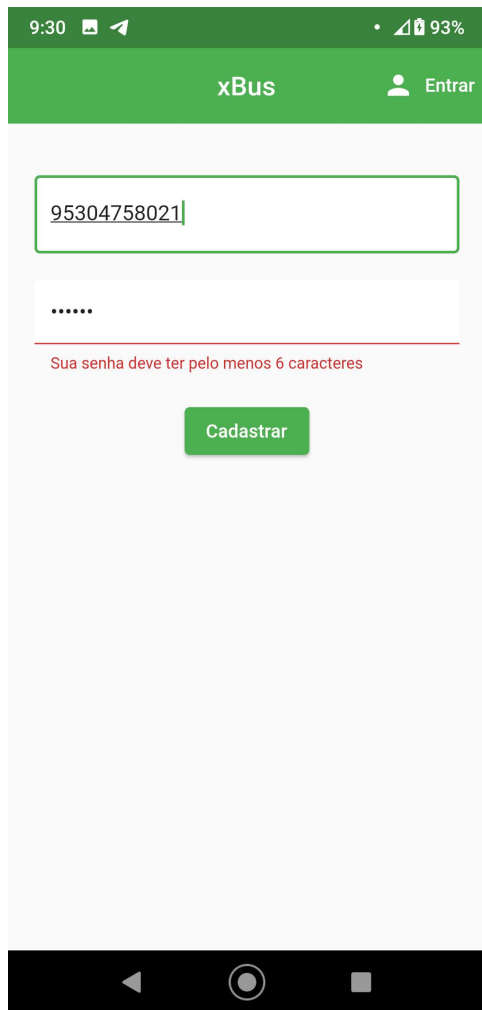 9:30
93%
xBus
Entrar
95304758021
••••••
Sua senha deve ter pelo menos 6 caracteres
Cadastrar